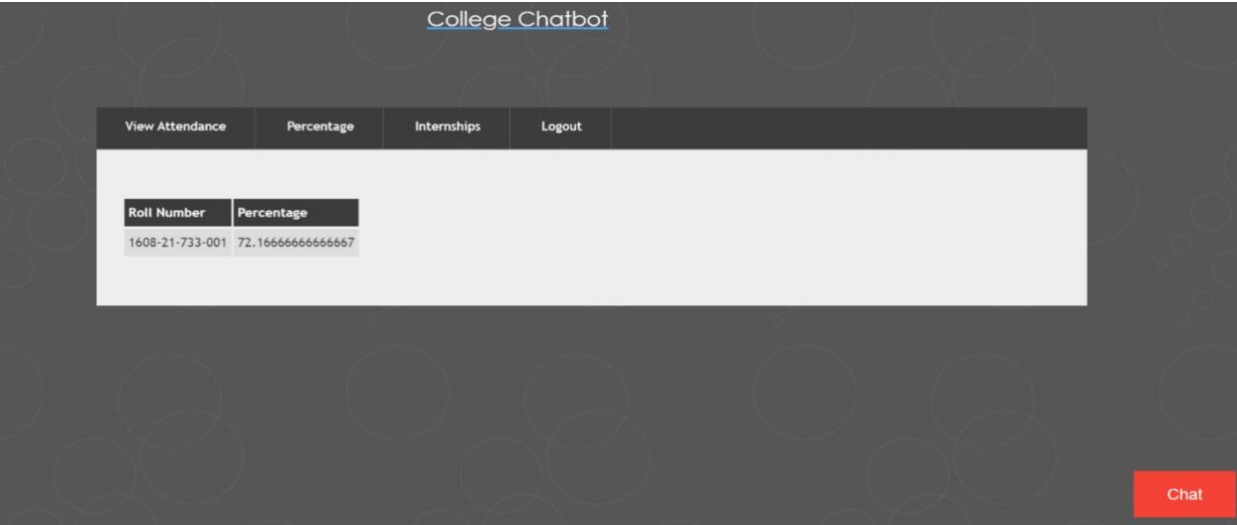 College Chatbot
View Attendance Percentage Internships Logout
Roll Number Percentage
1608-21-733-001 72.16666666666667
Chat